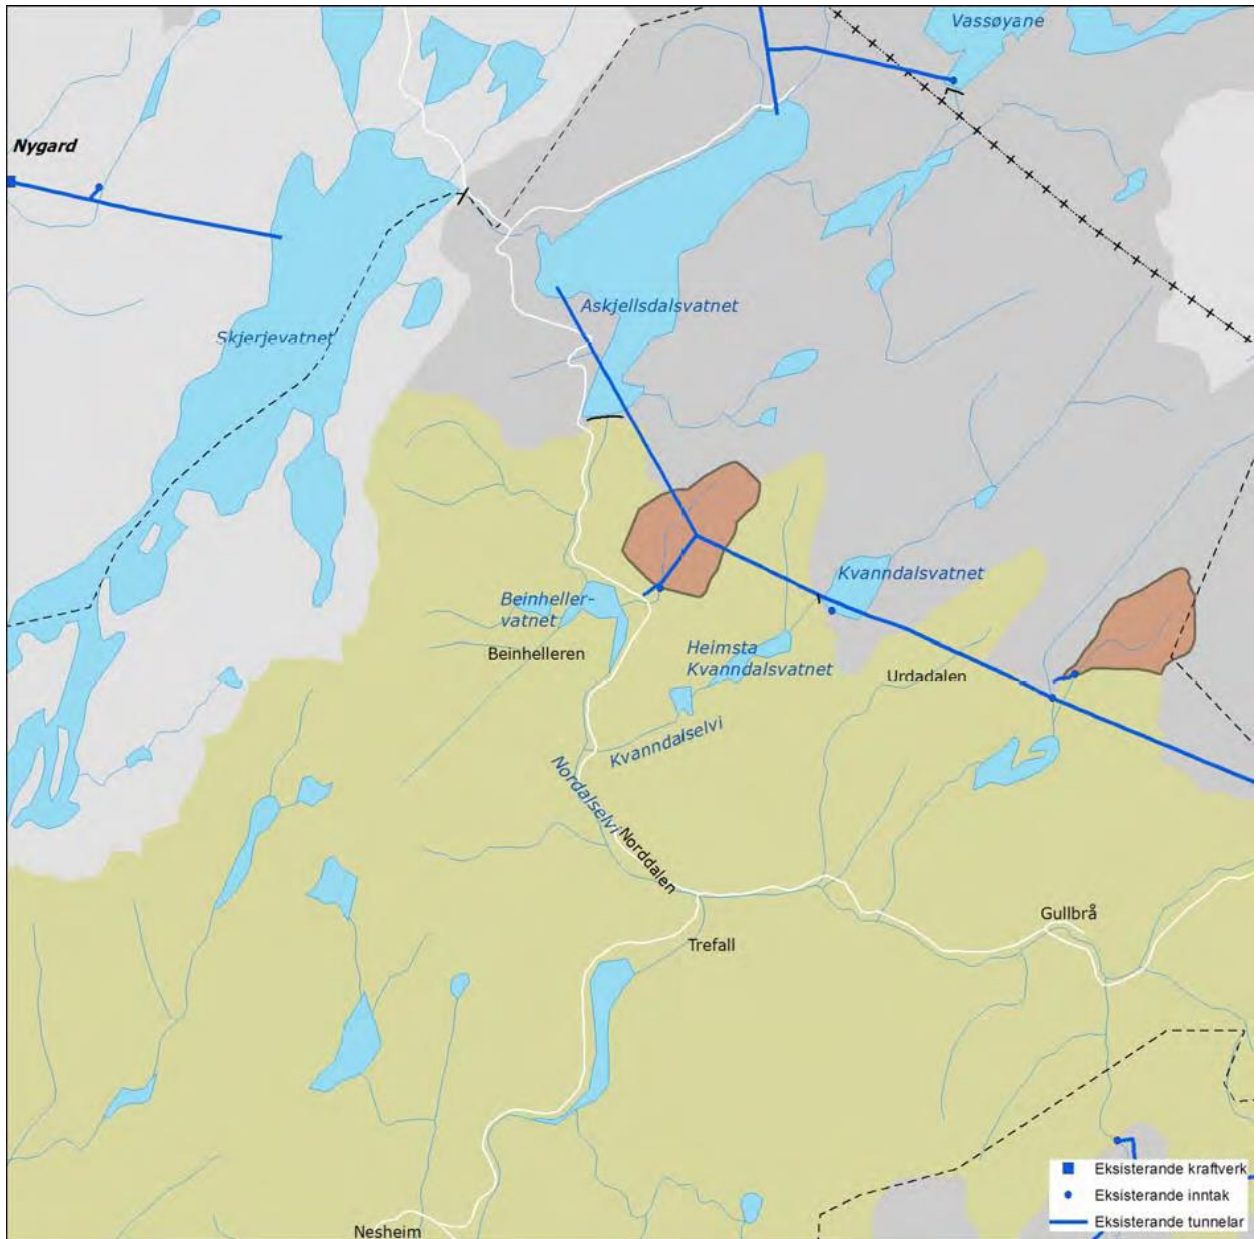 Vassøyane
Nygard
Askjellsdalsvatnet
Skjerjevatnet
Kvanndalsvatnet
Beinheller-
vatnet
Beinhelleren
Heimsta
Kvanndalsvatnet
Urdadalen
Kvanndalselvi
Nordalselvi
Norddalen
Gullbrå
Trefall
Eksisterande kraftverk
Eksisterande inntak
Eksisterande tunnelar
Nesheim